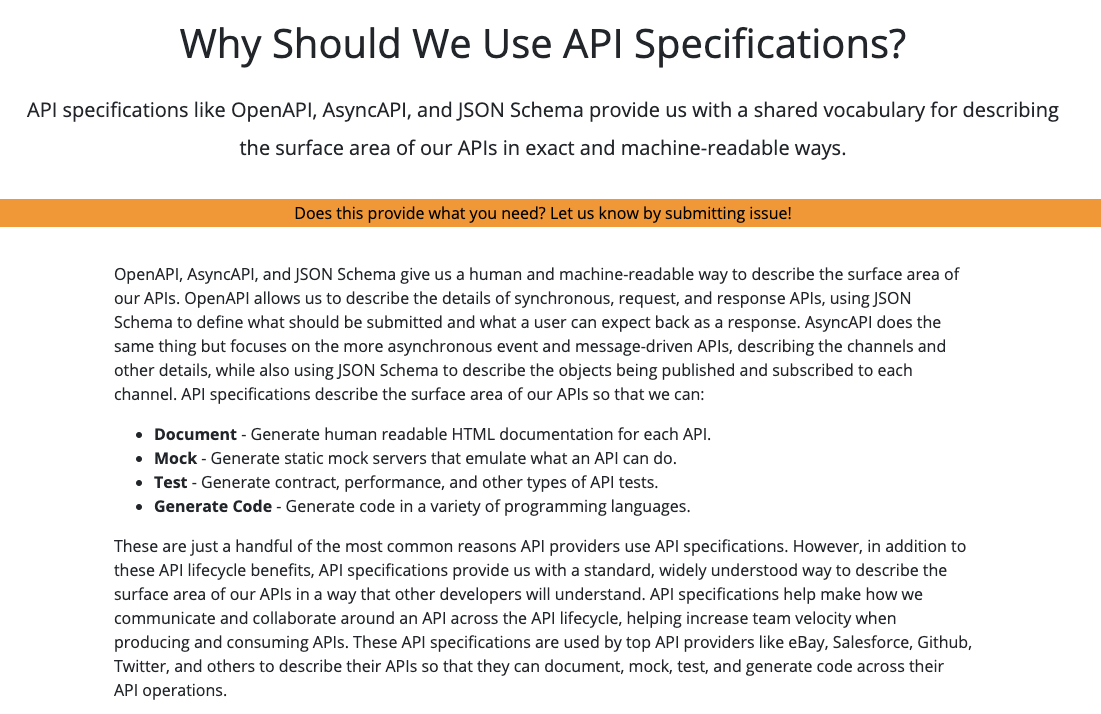 Why Should We Use API Specifications?
API specifications like OpenAPI, AsyncAPI, and JSON Schema provide us with a shared vocabulary for describing
the surface area of our APIs in exact and machine-readable ways.
Does this provide what you need? Let us know by submitting issue!
OpenAPI, AsyncAPI, and JSON Schema give us a human and machine-readable way to describe the surface area of
our APIs. OpenAPI allows us to describe the details of synchronous, request, and response APIs, using JSON
Schema to define what should be submitted and what a user can expect back as a response. AsyncAPI does the
same thing but focuses on the more asynchronous event and message-driven APIs, describing the channels and
other details, while also using JSON Schema to describe the objects being published and subscribed to each
channel. API specifications describe the surface area of our APIs so that we can:
• Document - Generate human readable HTML documentation for each API.
• Mock - Generate static mock servers that emulate what an API can do.
• Test - Generate contract, performance, and other types of API tests.
• Generate Code - Generate code in a variety of programming languages.
These are just a handful of the most common reasons API providers use API specifications. However, in addition to
these API lifecycle benefits, API specifications provide us with a standard, widely understood way to describe the
surface area of our APIs in a way that other developers will understand. API specifications help make how we
communicate and collaborate around an API across the API lifecycle, helping increase team velocity when
producing and consuming APIs. These API specifications are used by top API providers like eBay, Salesforce, Github,
Twitter, and others to describe their APIs so that they can document, mock, test, and generate code across their
API operations.